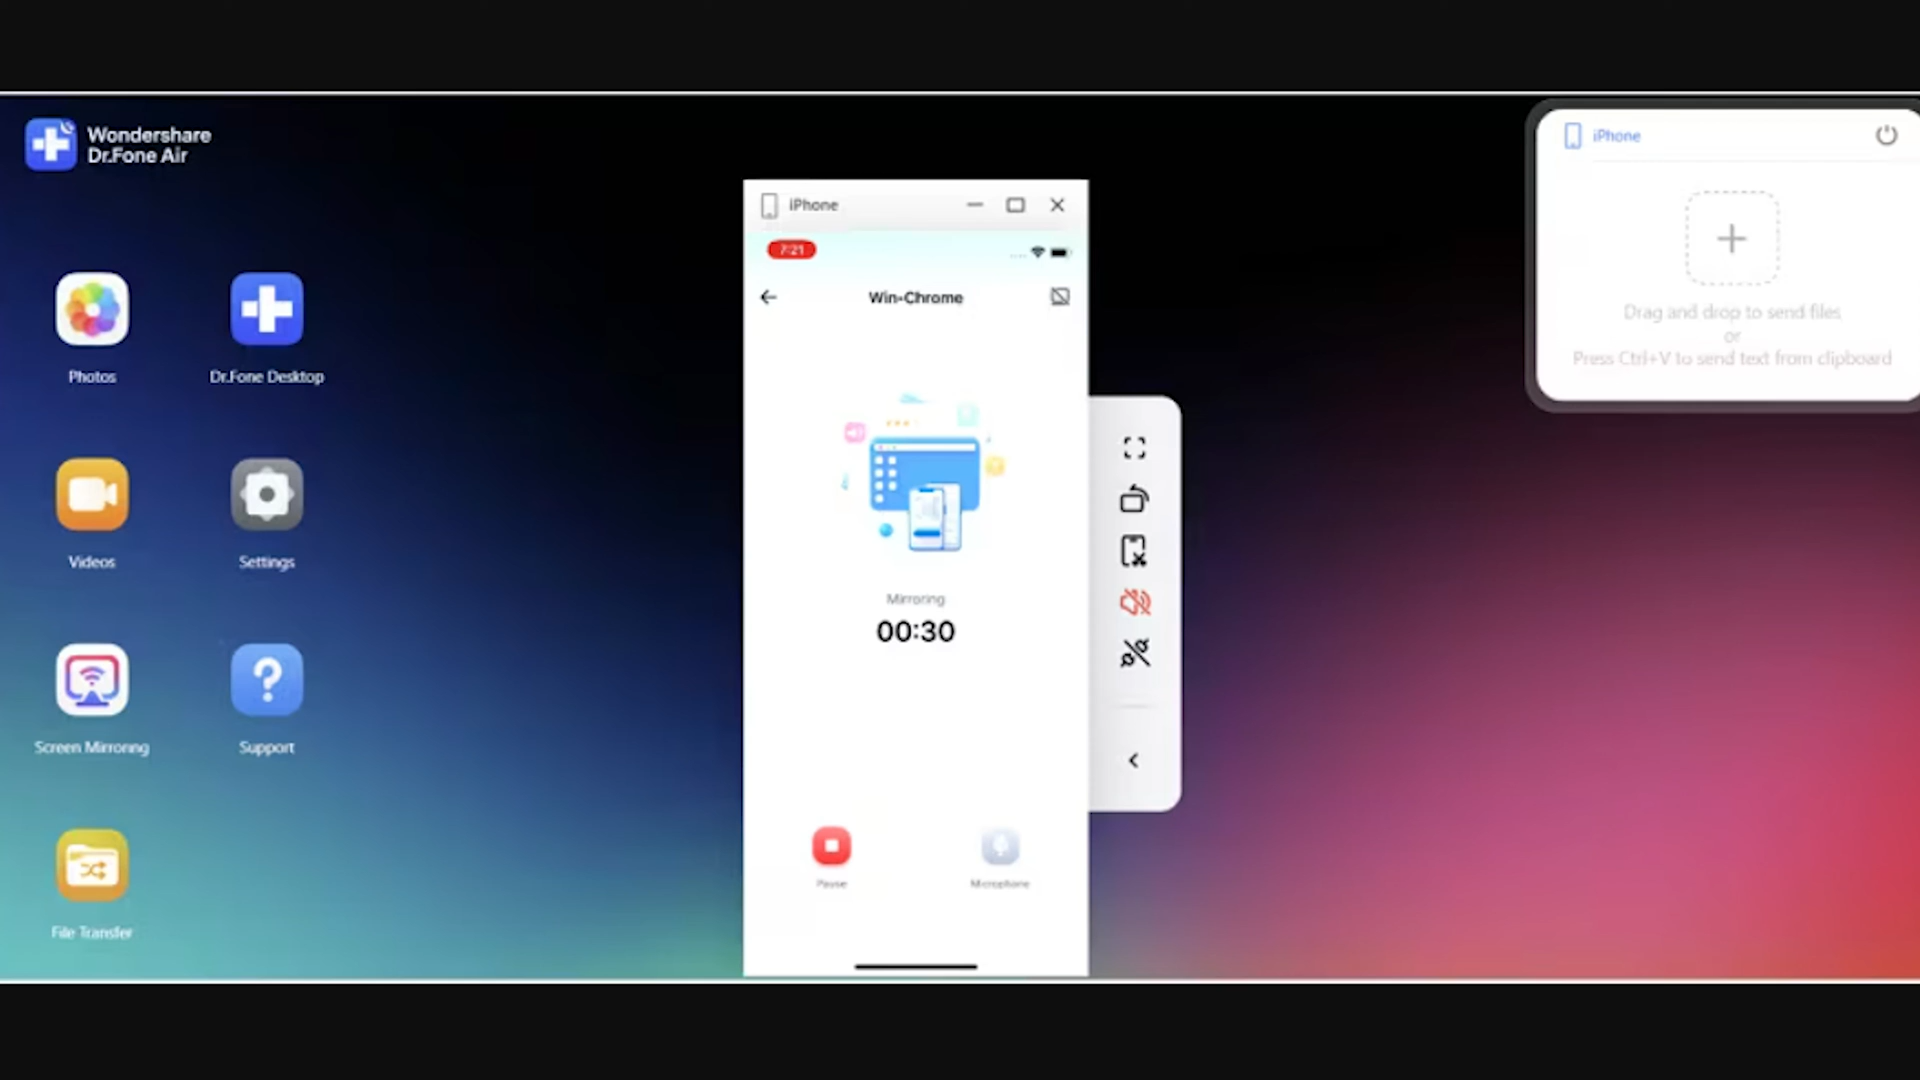 Wondershare
Dr.Fone Air
Photos
Dr.Fone Desktop
Videos
Settings
Screen Mirroring
Support
File Transfer
iPhone
7:21
Win-Chrome
Mirroring
00:30
Pause
Microphone
iPhone
Drag and drop to send files
or
Press Ctrl+V to send text from clipboard